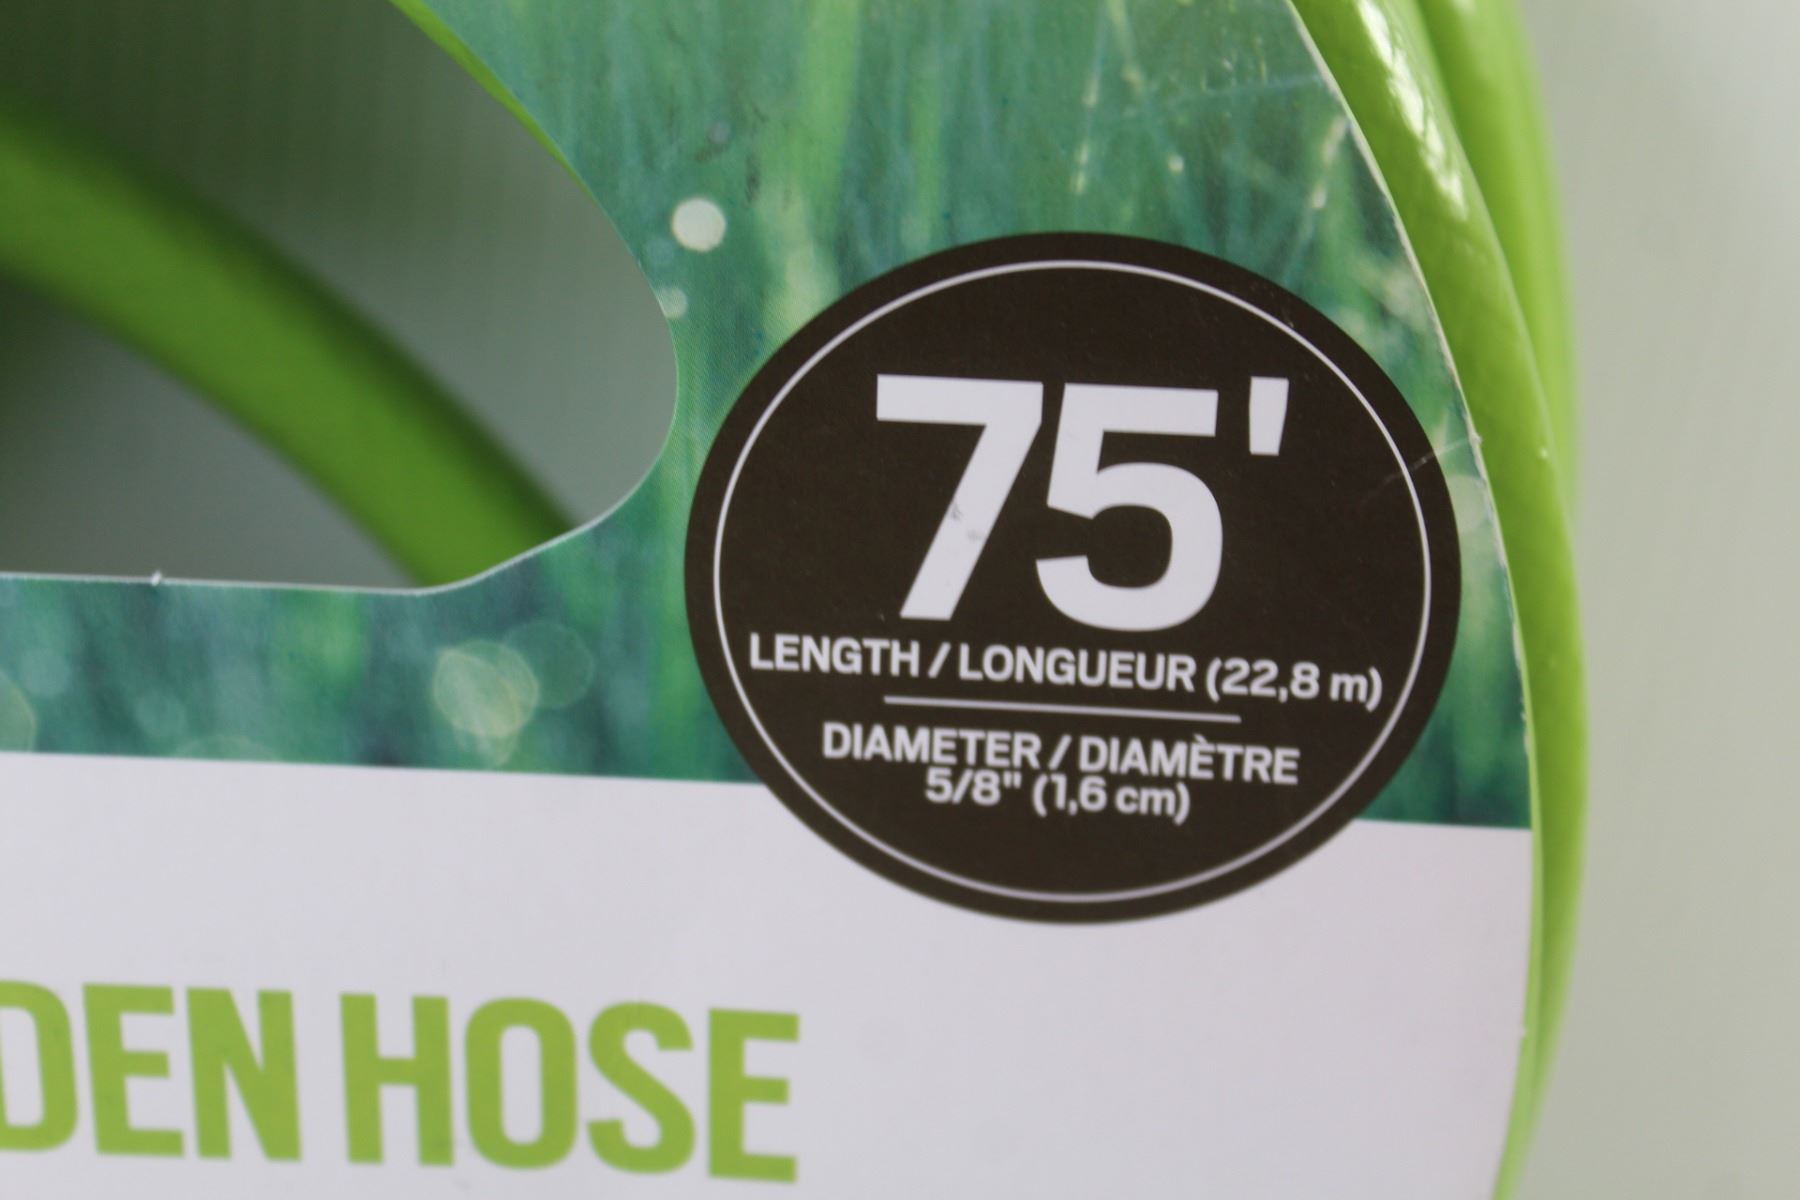 75'
LENGTH / LONGUEUR (22,8 m)
DIAMETER / DIAMÈTRE
5/8" (1,6 cm)
DEN HOSE